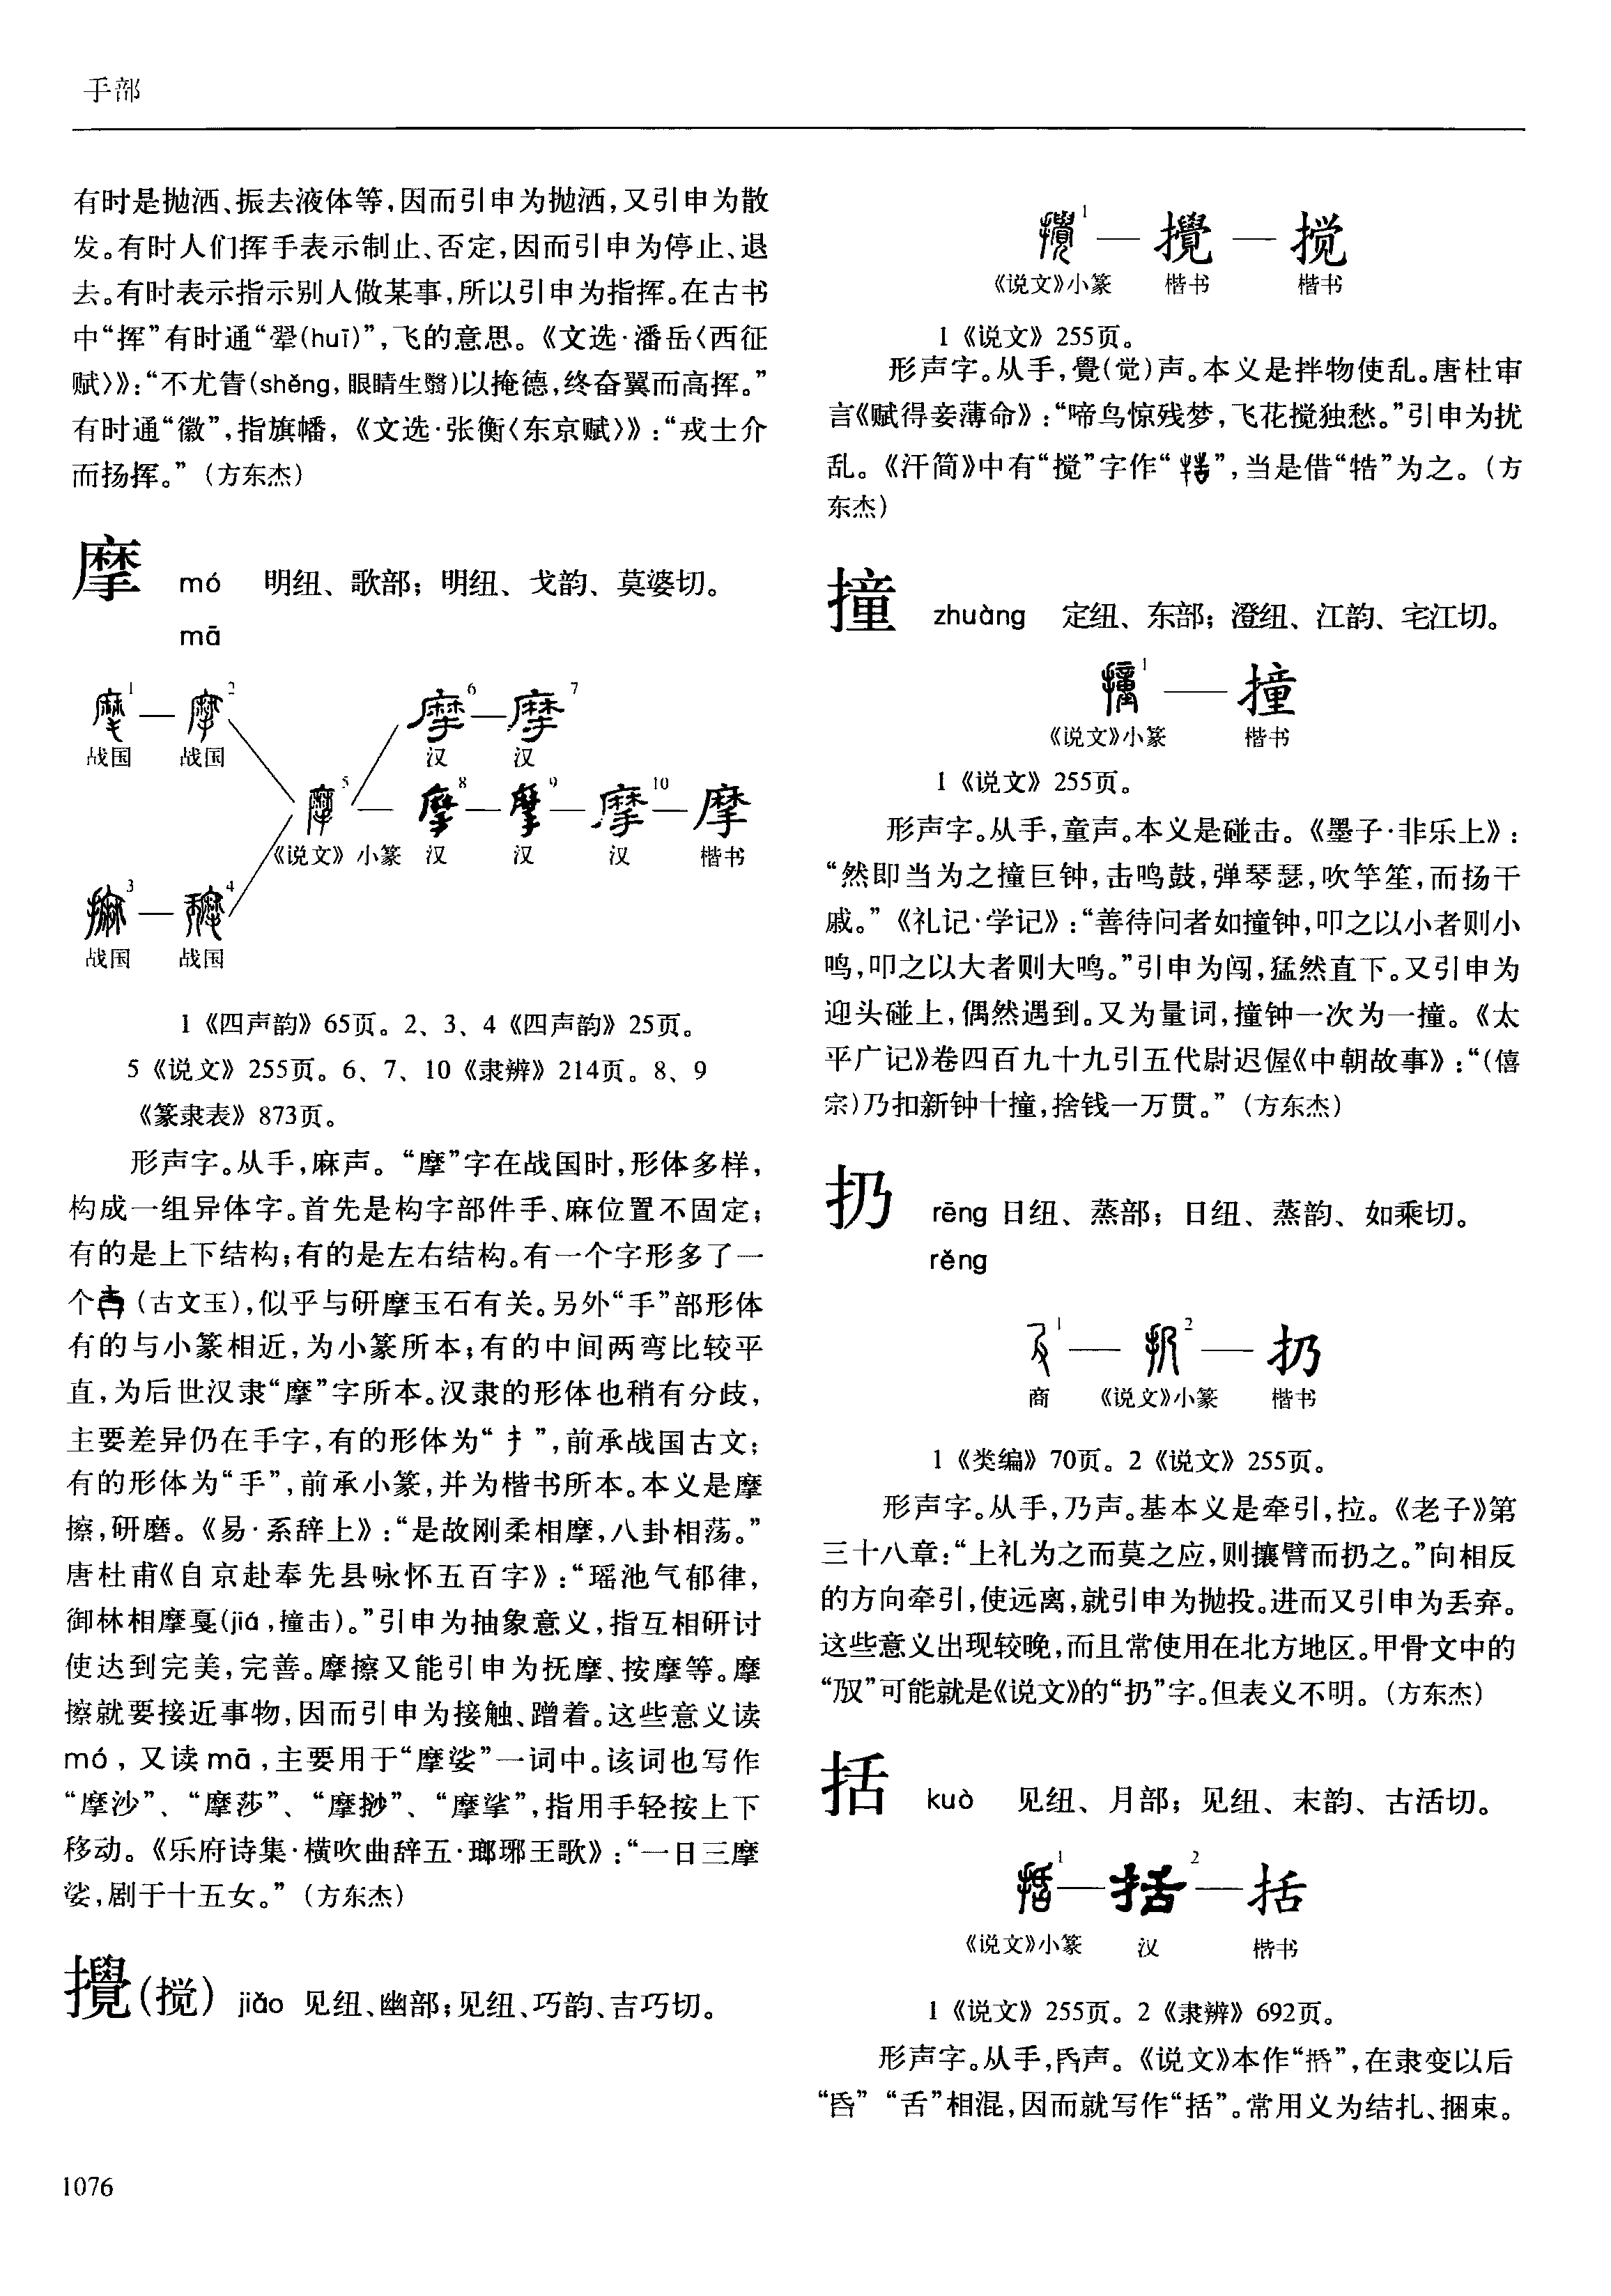 手部
有时是抛洒、振去液体等,因而引申为抛洒,又引申为散
发。有时人们挥手表示制止、否定,因而引申为停止、退
去。有时表示指示别人做某事,所以引申为指挥。在古书
中“挥”有时通“翚(huī)”,飞的意思。《文选·潘岳〈西征
赋〉》:“不尤眚(shěng,眼睛生翳)以掩德,终奋翼而高挥。”
有时通“徽”,指旗幡,《文选·张衡〈东京赋〉》:“戎士介
而扬挥。”(方东杰)
摩 mó 明纽、歌部;明纽、戈韵、莫婆切。
mā
1 2 6 7
战国 战国 汉 汉
5 8 9 10 摩
《说文》小篆 汉 汉 汉 楷书
3 4
战国 战国
1《四声韵》65页。2、3、4《四声韵》25页。
5《说文》255页。6、7、10《隶辨》214页。8、9
《篆隶表》873页。
形声字。从手,麻声。“摩”字在战国时,形体多样,
构成一组异体字。首先是构字部件手、麻位置不固定;
有的是上下结构;有的是左右结构。有一个字形多了一
个(古文玉),似乎与研摩玉石有关。另外“手”部形体
有的与小篆相近,为小篆所本;有的中间两弯比较平
直,为后世汉隶“摩”字所本。汉隶的形体也稍有分歧,
主要差异仍在手字,有的形体为“扌”,前承战国古文;
有的形体为“手”,前承小篆,并为楷书所本。本义是摩
擦,研磨。《易·系辞上》:“是故刚柔相摩,八卦相荡。”
唐杜甫《自京赴奉先县咏怀五百字》:“瑶池气郁律,
御林相摩戛(jiá,撞击)。”引申为抽象意义,指互相研讨
使达到完美,完善。摩擦又能引申为抚摩、按摩等。摩
擦就要接近事物,因而引申为接触、蹭着。这些意义读
mó,又读mā,主要用于“摩娑”一词中。该词也写作
“摩沙”、“摩莎”、“摩挱”、“摩挲”,指用手轻按上下
移动。《乐府诗集·横吹曲辞五·瑯琊王歌》:“一日三摩
娑,剧于十五女。”(方东杰)
攪(搅) jiǎo 见纽、幽部;见纽、巧韵、吉巧切。
1 — 攪 — 搅
《说文》小篆 楷书 楷书
1《说文》255页。
形声字。从手,覺(觉)声。本义是拌物使乱。唐杜审
言《赋得妾薄命》:“啼鸟惊残梦,飞花搅独愁。”引申为扰
乱。《汗简》中有“搅”字作“”,当是借“牿”为之。(方
东杰)
撞 zhuàng 定纽、东部;澄纽、江韵、宅江切。
1 — 撞
《说文》小篆 楷书
1《说文》255页。
形声字。从手,童声。本义是碰击。《墨子·非乐上》:
“然即当为之撞巨钟,击鸣鼓,弹琴瑟,吹竽笙,而扬干
戚。”《礼记·学记》:“善待问者如撞钟,叩之以小者则小
鸣,叩之以大者则大鸣。”引申为闯,猛然直下。又引申为
迎头碰上,偶然遇到。又为量词,撞钟一次为一撞。《太
平广记》卷四百九十九引五代尉迟偓《中朝故事》:“(僖
宗)乃扣新钟十撞,捨钱一万贯。”(方东杰)
扔 rēng 日纽、蒸部;日纽、蒸韵、如乘切。
rěng
1 — 2 — 扔
商 《说文》小篆 楷书
1《类编》70页。2《说文》255页。
形声字。从手,乃声。基本义是牵引,拉。《老子》第
三十八章:“上礼为之而莫之应,则攘臂而扔之。”向相反
的方向牵引,使远离,就引申为抛投。进而又引申为丢弃。
这些意义出现较晚,而且常使用在北方地区。甲骨文中的
“𠬤”可能就是《说文》的“扔”字。但表义不明。(方东杰)
括 kuò 见纽、月部;见纽、末韵、古活切。
1 — 2 — 括
《说文》小篆 汉 楷书
1《说文》255页。2《隶辨》692页。
形声字。从手,𠯑声。《说文》本作“𢬸”,在隶变以后
“昏”“舌”相混,因而就写作“括”。常用义为结扎、捆束。
1076